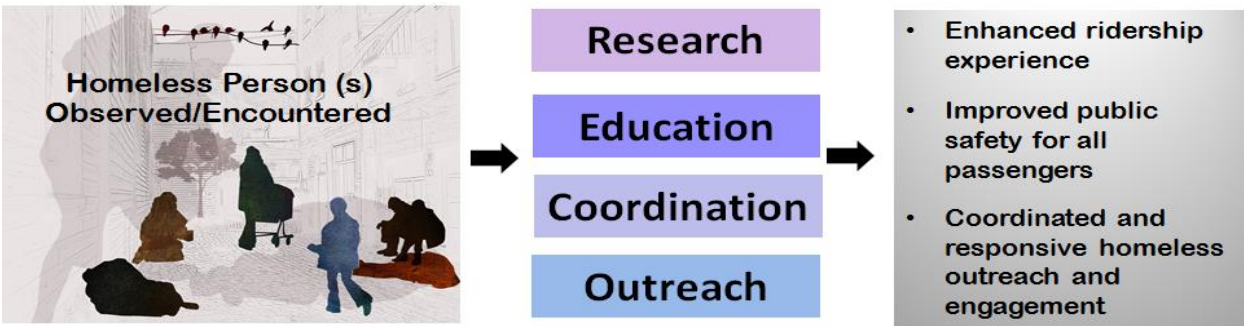 Homeless Person (s)
Observed/Encountered
Research
Education
Coordination
Outreach
• Enhanced ridership
experience
• Improved public
safety for all
passengers
• Coordinated and
responsive homeless
outreach and
engagement